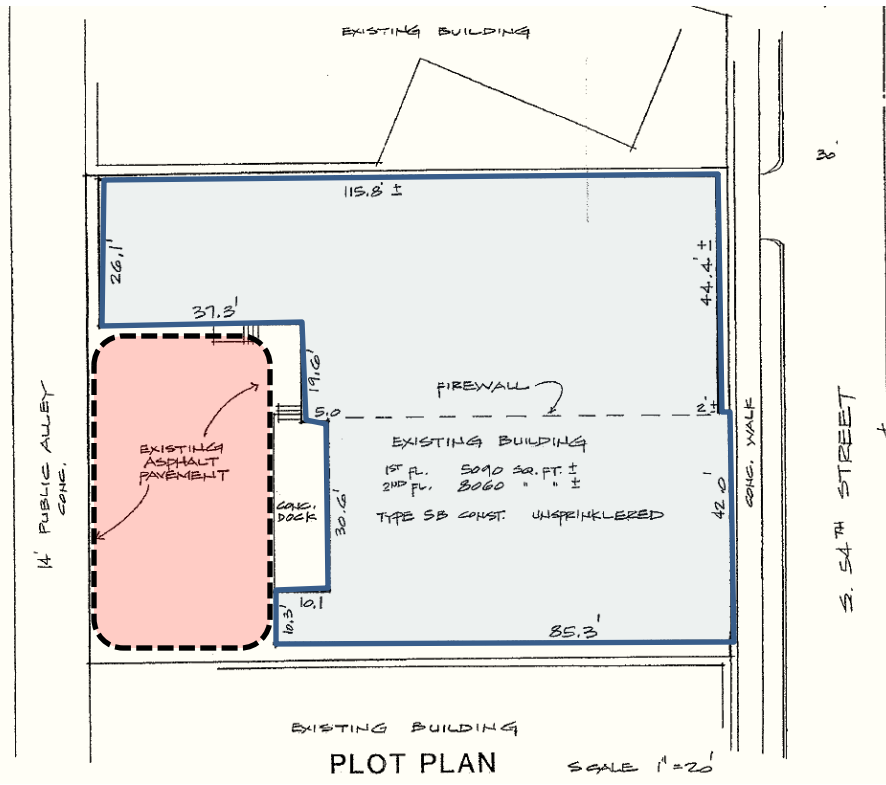 EXISTING BUILDING
30'
115.8' ±
26.1'
44.4' ±
37.3'
19.6'
FIREWALL
5.0
2' ±
EXISTING BUILDING
1ST FL. 5090 SQ. FT. ±
2ND FL. 8060 " " ±
TYPE 5B CONST. UNSPRINKLERED
EXISTING
ASPHALT
PAVEMENT
CONC.
DOCK
30.6'
42.0'
CONC. WALK
S. 54TH STREET
14' PUBLIC ALLEY
CONC.
10.1
10.3'
85.3'
EXISTING BUILDING
PLOT PLAN
SCALE 1"=20'